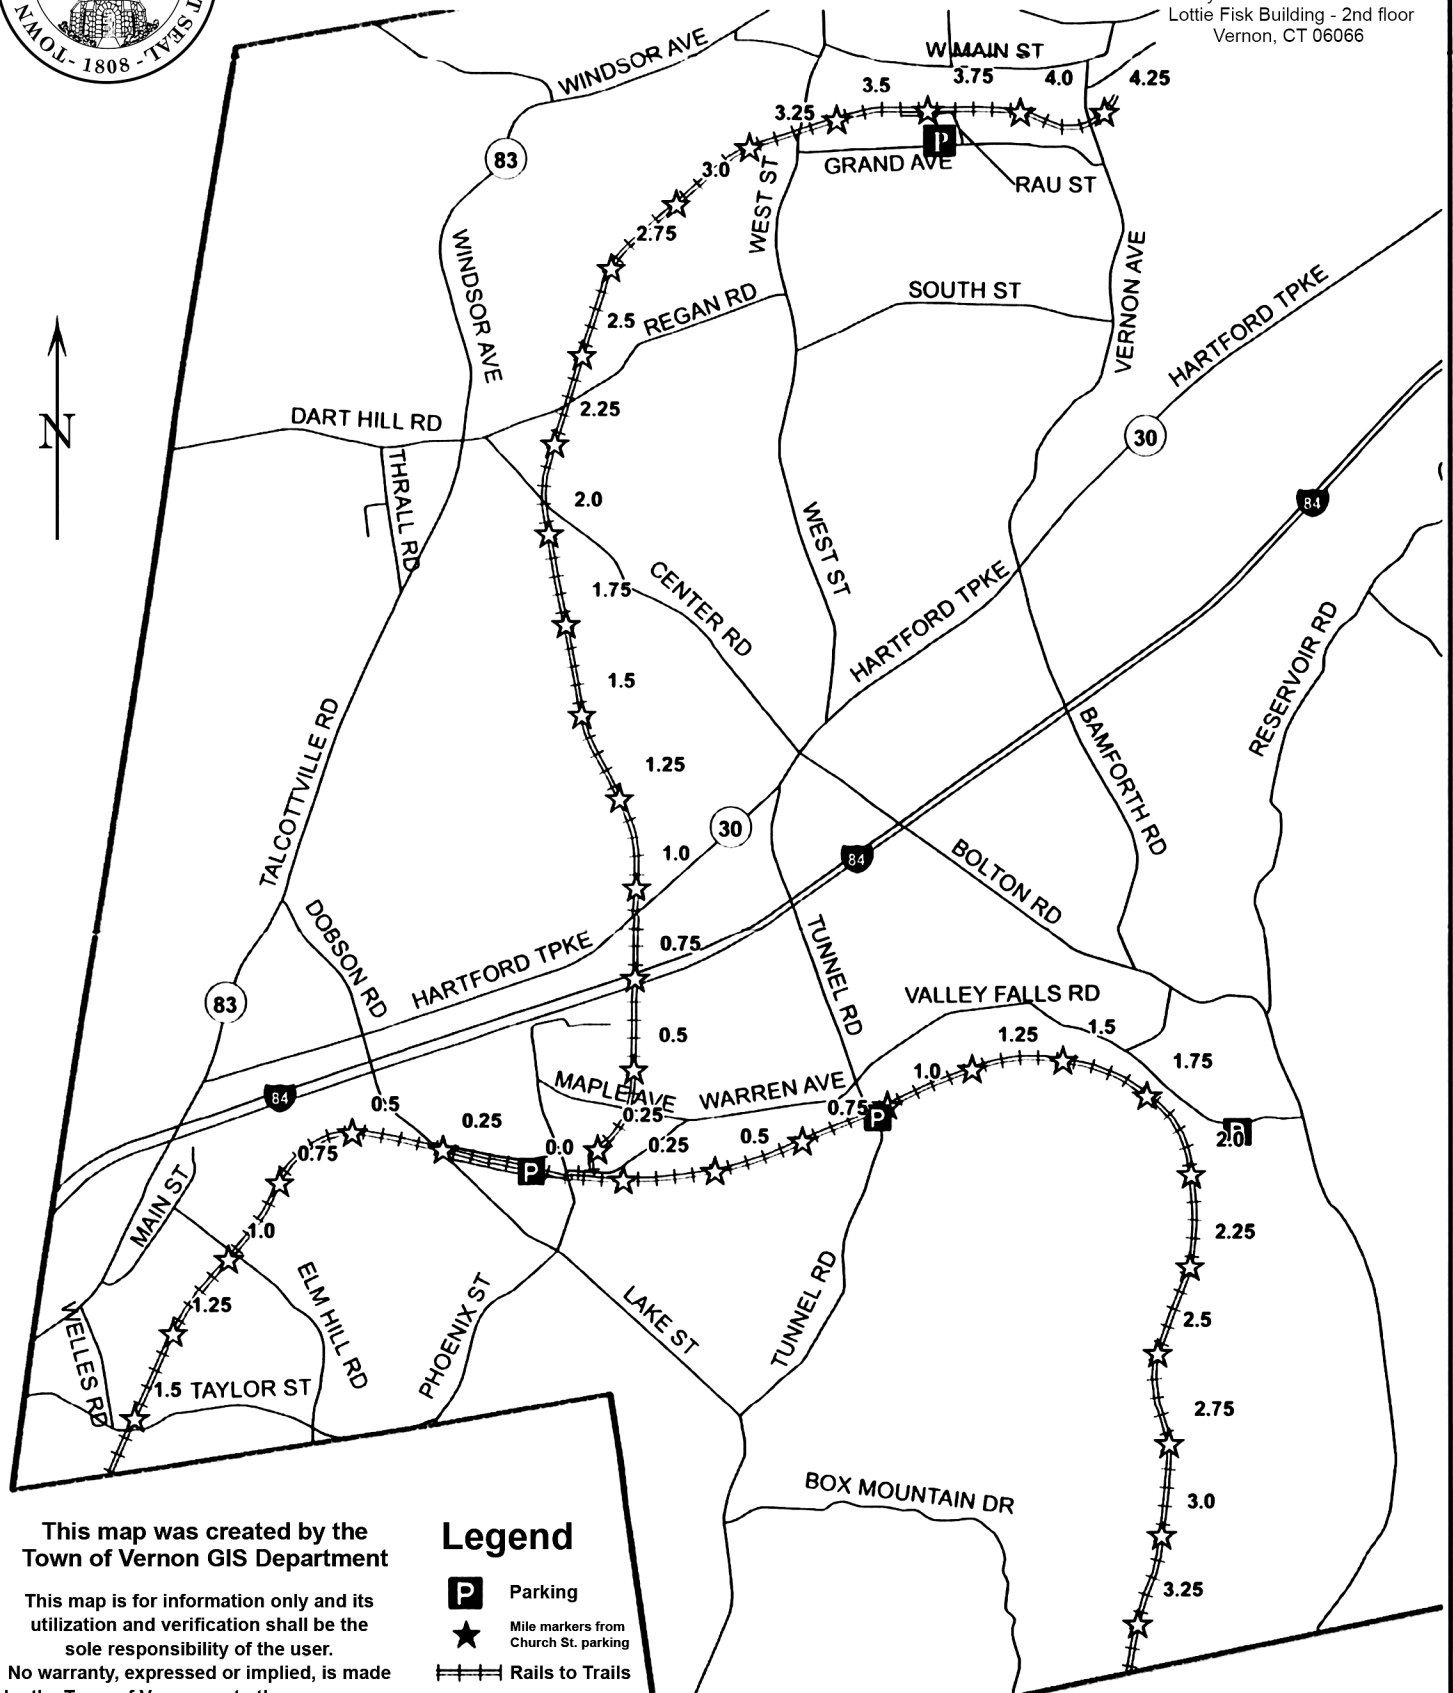 TOWN - 1808 - T SEAL
Lottie Fisk Building - 2nd floor
Vernon, CT 06066
W MAIN ST
WINDSOR AVE
3.5
3.75
4.0
4.25
3.25
P
83
3.0
GRAND AVE
RAU ST
WEST ST
2.75
WINDSOR AVE
VERNON AVE
2.5
REGAN RD
SOUTH ST
HARTFORD TPKE
N
DART HILL RD
2.25
30
THRALL RD
2.0
84
WEST ST
1.75
CENTER RD
HARTFORD TPKE
RESERVOIR RD
1.5
TALCOTTVILLE RD
1.25
BAMFORTH RD
30
1.0
84
BOLTON RD
DOBSON RD
0.75
HARTFORD TPKE
TUNNEL RD
83
VALLEY FALLS RD
0.5
1.25
1.5
1.75
84
MAPLE AVE
WARREN AVE
1.0
0.5
0.25
0.25
0.75
P
0.75
0.0
0.25
0.5
P
2.0
P
MAIN ST
1.0
2.25
ELM HILL RD
1.25
PHOENIX ST
LAKE ST
TUNNEL RD
2.5
WELLES RD
1.5
TAYLOR ST
2.75
BOX MOUNTAIN DR
3.0
3.25
This map was created by the
Town of Vernon GIS Department
This map is for information only and its
utilization and verification shall be the
sole responsibility of the user.
No warranty, expressed or implied, is made
Legend
P Parking
Mile markers from
Church St. parking
Rails to Trails